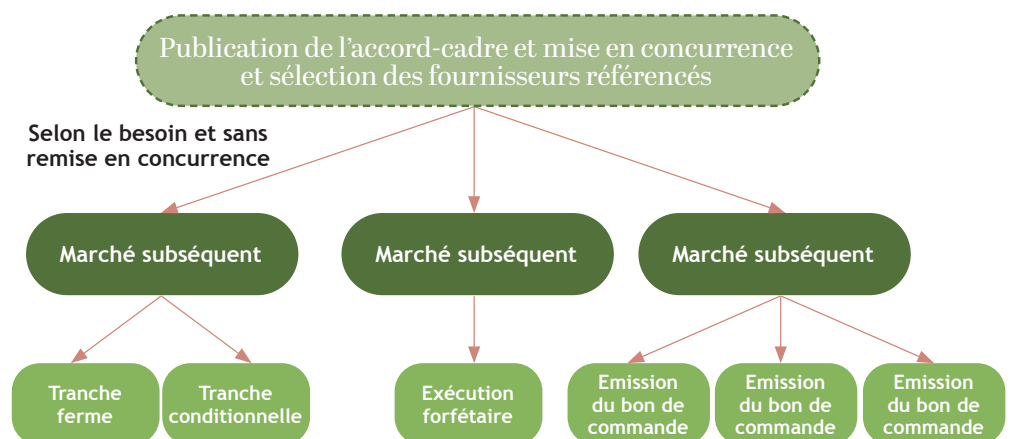 Publication de l'accord-cadre et mise en concurrence
et sélection des fournisseurs référencés
Selon le besoin et sans
remise en concurrence
Marché subséquent
Marché subséquent
Marché subséquent
Tranche
ferme
Tranche
conditionnelle
Exécution
forfétaire
Emission
du bon de
commande
Emission
du bon de
commande
Emission
du bon de
commande